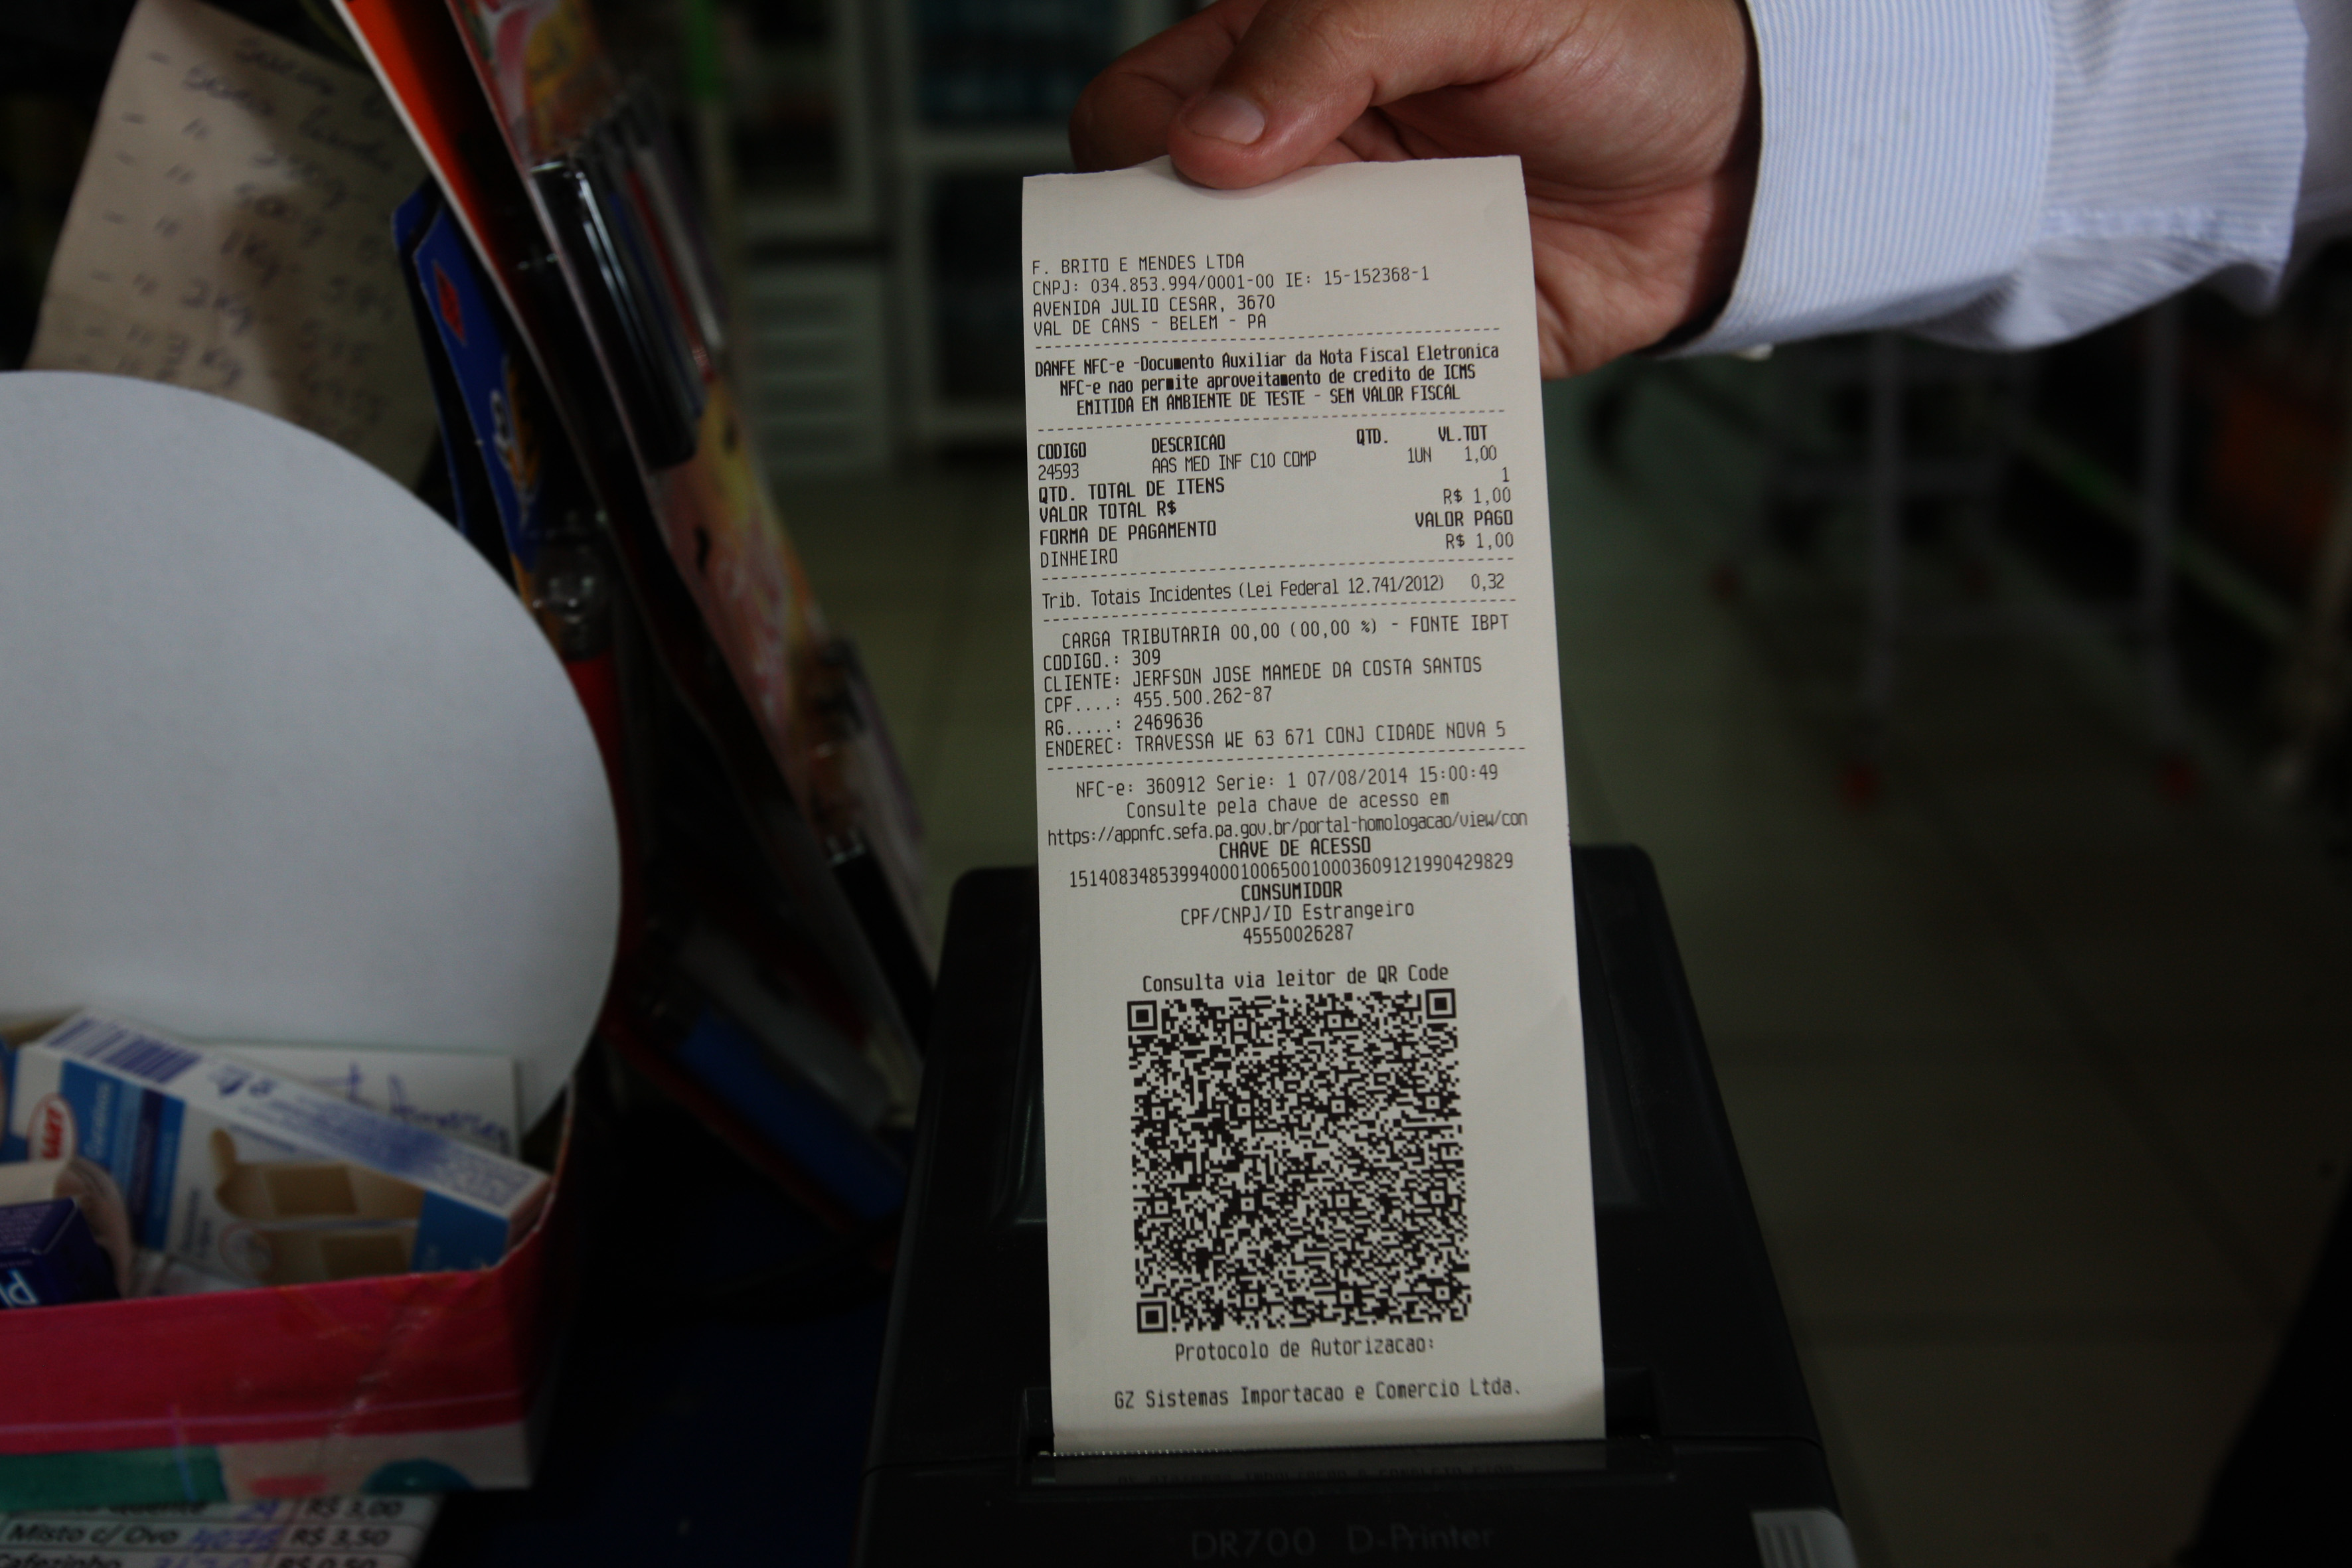 F. BRITO E MENDES LTDA
CNPJ: 034.853.994/0001-00 IE: 15-152368-1
AVENIDA JULIO CESAR, 3670
VAL DE CANS - BELEM - PA
DANFE NFC-e -Documento Auxiliar da Nota Fiscal Eletronica
NFC-e nao permite aproveitamento de credito de ICMS
EMITIDA EM AMBIENTE DE TESTE - SEM VALOR FISCAL
CODIGO DESCRICAO QTD. VL.TOT
24593 AAS MED INF C10 COMP 1UN 1,00
QTD. TOTAL DE ITENS 1
VALOR TOTAL R$ R$ 1,00
FORMA DE PAGAMENTO VALOR PAGO
DINHEIRO R$ 1,00
Trib. Totais Incidentes (Lei Federal 12.741/2012) 0,32
CARGA TRIBUTARIA 00,00 (00,00 %) - FONTE IBPT
CODIGO.: 309
CLIENTE: JERFSON JOSE MAMEDE DA COSTA SANTOS
CPF....: 455.500.262-87
RG.....: 2469636
ENDEREC: TRAVESSA WE 63 671 CONJ CIDADE NOVA 5
NFC-e: 360912 Serie: 1 07/08/2014 15:00:49
Consulte pela chave de acesso em
https://appnfc.sefa.pa.gov.br/portal-homologacao/view/con
CHAVE DE ACESSO
15140834853994000100650010003609121990429829
CONSUMIDOR
CPF/CNPJ/ID Estrangeiro
45550026287
Consulta via leitor de QR Code
Protocolo de Autorizacao:
GZ Sistemas Importacao e Comercio Ltda.
DR700 D-Printer
R$ 3,00
Misto c/ Ovo R$ 3,50
Cafezinho R$ 0,50